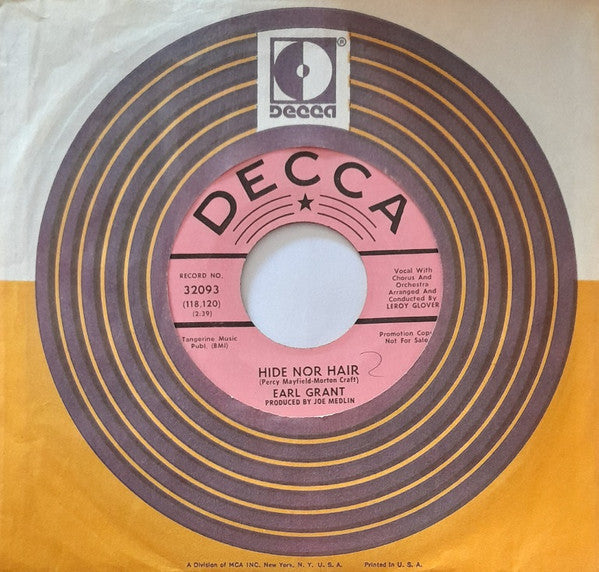 ®
DECCA
DECCA
RECORD NO.
32093
(118,120)
(2:39)
Vocal With
Chorus And
Orchestra
Arranged And
Conducted By
LEROY GLOVER
Tangerine Music
Publ. (BMI)
Promotion Copy
Not For Sale
2
HIDE NOR HAIR
(Percy Mayfield-Morton Craft)
EARL GRANT
PRODUCED BY JOE MEDLIN
A Division of MCA INC. New York, N. Y. U. S. A. Printed In U. S. A.